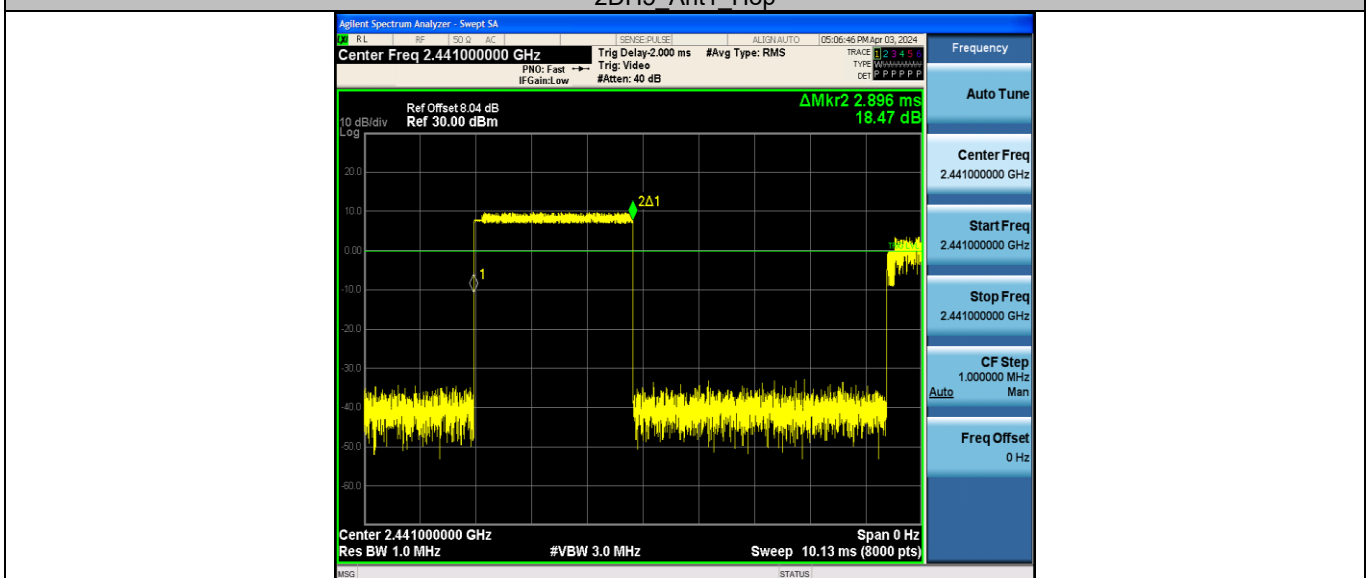 2DH5_Ant1_Hop
Agilent Spectrum Analyzer - Swept SA
RL RF 50 Ω AC SENSE:PULSE ALIGN AUTO 05:06:46 PM Apr 03, 2024
Center Freq 2.441000000 GHz
PNO: Fast
IFGain:Low
Trig Delay-2.000 ms
Trig: Video
#Atten: 40 dB
#Avg Type: RMS
TRACE 1 2 3 4 5 6
TYPE
DET P P P P P P
Ref Offset 8.04 dB
10 dB/div Ref 30.00 dBm
Log
ΔMkr2 2.896 ms
18.47 dB
20.0
10.0
0.00
-10.0
-20.0
-30.0
-40.0
-50.0
-60.0
2Δ1
1
Center 2.441000000 GHz Span 0 Hz
Res BW 1.0 MHz #VBW 3.0 MHz Sweep 10.13 ms (8000 pts)
MSG STATUS
Frequency
Auto Tune
Center Freq
2.441000000 GHz
Start Freq
2.441000000 GHz
Stop Freq
2.441000000 GHz
CF Step
1.000000 MHz
Auto Man
Freq Offset
0 Hz